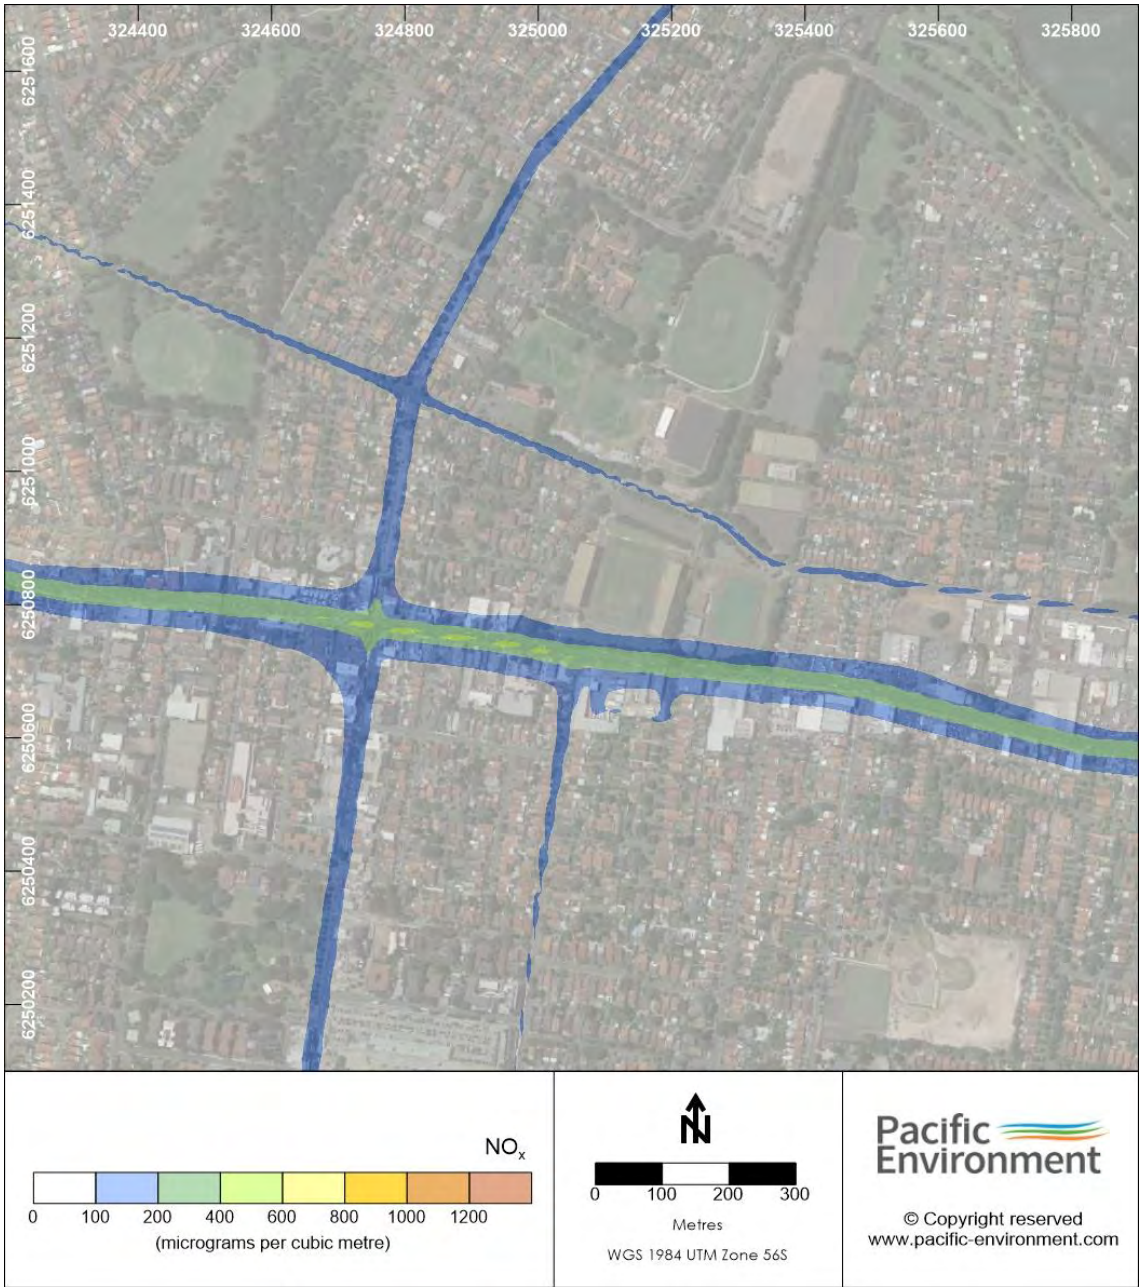 324400 324600 324800 325000 325200 325400 325600 325800
6251600
6251400
6251200
6251000
6250800
6250600
6250400
6250200
NOx
0 100 200 400 600 800 1000 1200
(micrograms per cubic metre)
N
0 100 200 300
Metres
WGS 1984 UTM Zone 56S
Pacific
Environment
© Copyright reserved
www.pacific-environment.com